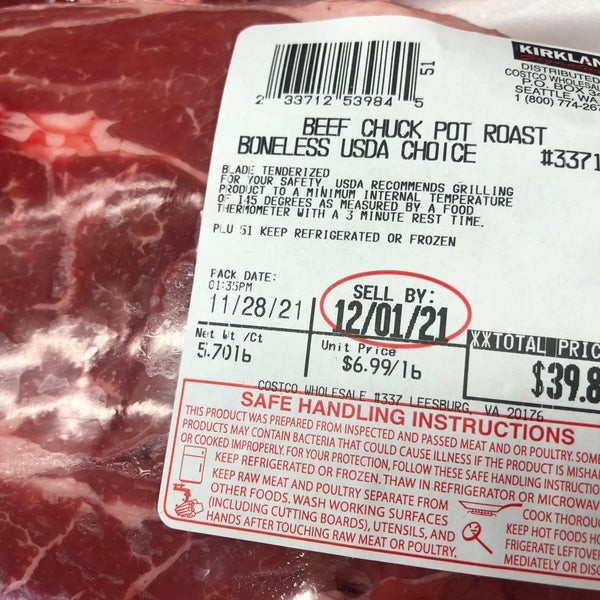 51
2 33712 53984 5
KIRKLAN
DISTRIBUTED
COSTCO WHOLESAL
P.O. BOX 34
SEATTLE, WA
1 (800) 774-267
BEEF CHUCK POT ROAST
BONELESS USDA CHOICE #3371
BLADE TENDERIZED
FOR YOUR SAFETY, USDA RECOMMENDS GRILLING
PRODUCT TO A MINIMUM INTERNAL TEMPERATURE
OF 145 DEGREES AS MEASURED BY A FOOD
THERMOMETER WITH A 3 MINUTE REST TIME.
PLU 51 KEEP REFRIGERATED OR FROZEN
PACK DATE:
01:35PM
11/28/21
SELL BY:
12/01/21
Net Wt /Ct
5.70lb
Unit Price
$6.99/lb
XXTOTAL PRIC
$39.8
COSTCO WHOLESALE #337 LEESBURG, VA 20176
SAFE HANDLING INSTRUCTIONS
THIS PRODUCT WAS PREPARED FROM INSPECTED AND PASSED MEAT AND OR POULTRY. SOME
PRODUCTS MAY CONTAIN BACTERIA THAT COULD CAUSE ILLNESS IF THE PRODUCT IS MISHA
OR COOKED IMPROPERLY. FOR YOUR PROTECTION, FOLLOW THESE SAFE HANDLING INSTRUCTIO
KEEP REFRIGERATED OR FROZEN. THAW IN REFRIGERATOR OR MICROWAV
KEEP RAW MEAT AND POULTRY SEPARATE FROM
OTHER FOODS. WASH WORKING SURFACES
(INCLUDING CUTTING BOARDS), UTENSILS, AND
HANDS AFTER TOUCHING RAW MEAT OR POULTRY.
COOK THOROUG
KEEP HOT FOODS HO
FRIGERATE LEFTOVER
MEDIATELY OR DISC